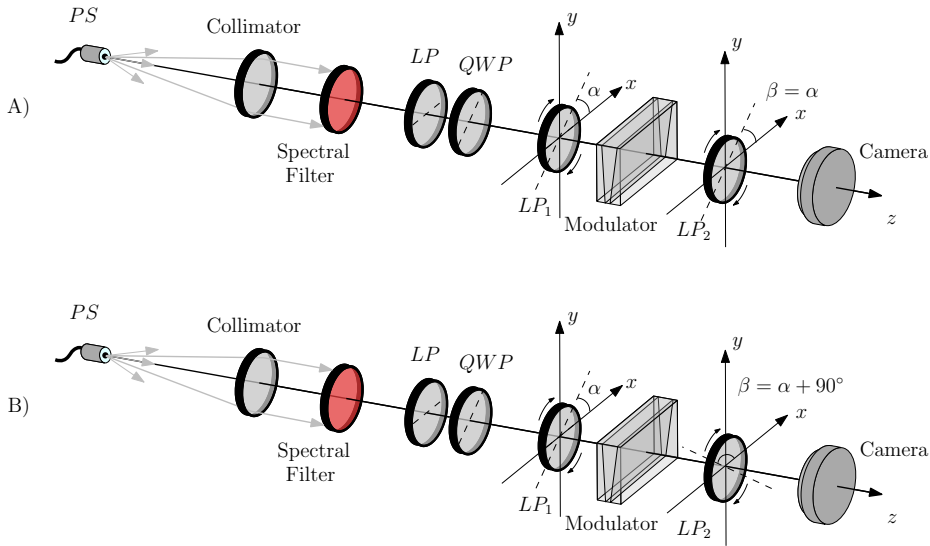 PS
Collimator
LP
QWP
y
α
x
y
β = α
x
A)
Spectral
Filter
LP₁
Modulator
LP₂
Camera
z
PS
Collimator
LP
QWP
y
α
x
y
β = α + 90°
x
B)
Spectral
Filter
LP₁
Modulator
LP₂
Camera
z